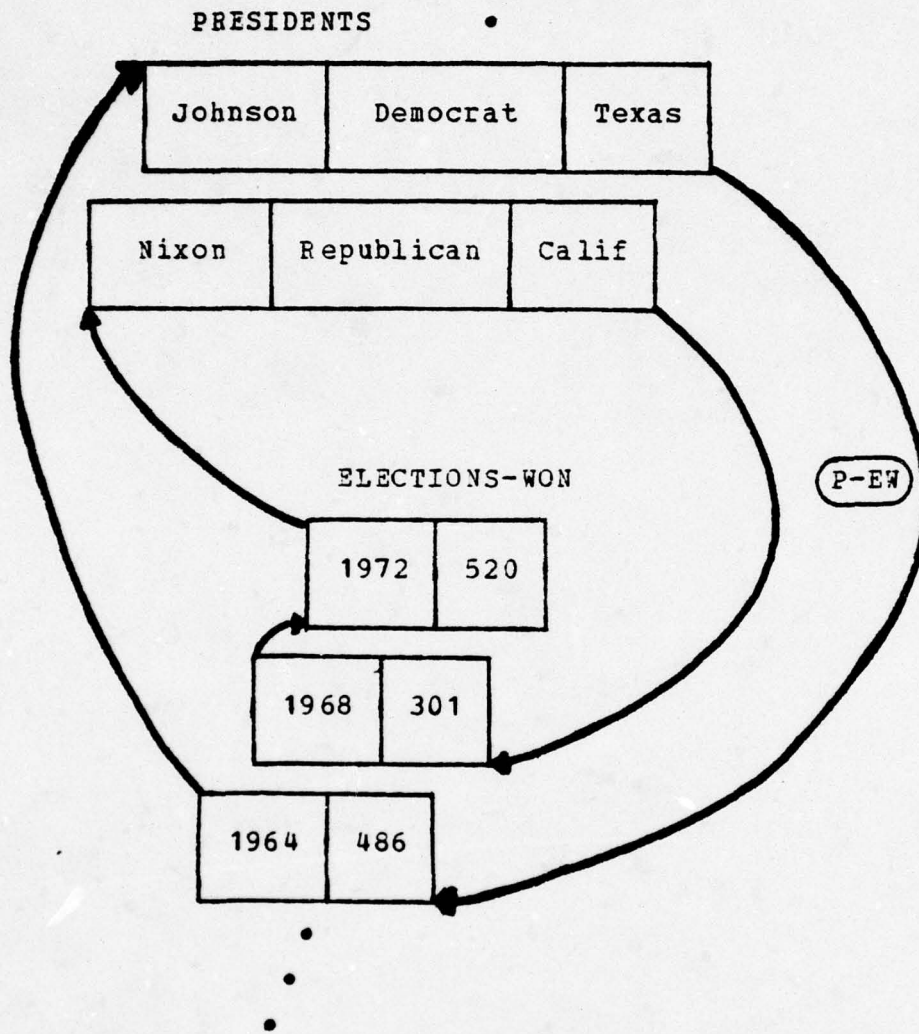 PRESIDENTS
Johnson Democrat Texas
Nixon Republican Calif
ELECTIONS-WON
P-EW
1972 520
1968 301
1964 486